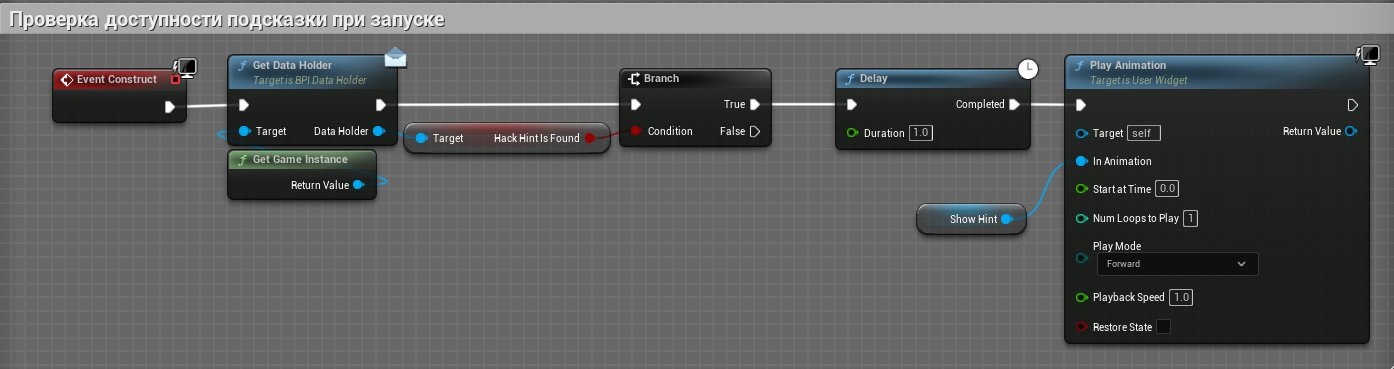 Проверка доступности подсказки при запуске
Event Construct
Get Data Holder
Target is BPI Data Holder
Target
Data Holder
Get Game Instance
Return Value
Target
Hack Hint Is Found
Branch
True
Condition
False
Delay
Completed
Duration 1.0
Show Hint
Play Animation
Target is User Widget
Target self
Return Value
In Animation
Start at Time 0.0
Num Loops to Play 1
Play Mode
Forward
Playback Speed 1.0
Restore State